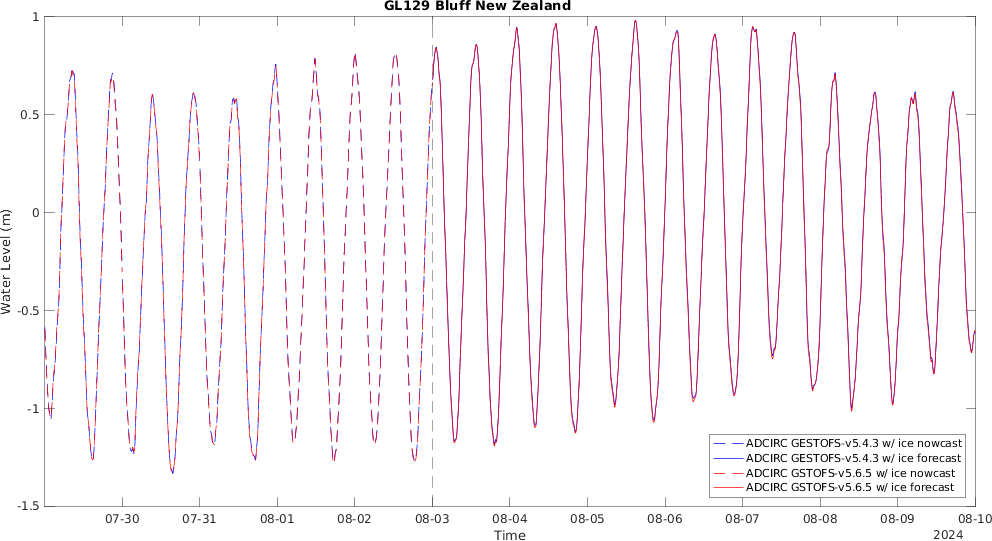 GL129 Bluff New Zealand
1
0.5
0
-0.5
-1
-1.5
Water Level (m)
ADCIRC GESTOFS-v5.4.3 w/ ice nowcast
ADCIRC GESTOFS-v5.4.3 w/ ice forecast
ADCIRC GSTOFS-v5.6.5 w/ ice nowcast
ADCIRC GSTOFS-v5.6.5 w/ ice forecast
07-30 07-31 08-01 08-02 08-03 08-04 08-05 08-06 08-07 08-08 08-09 08-10
Time
2024